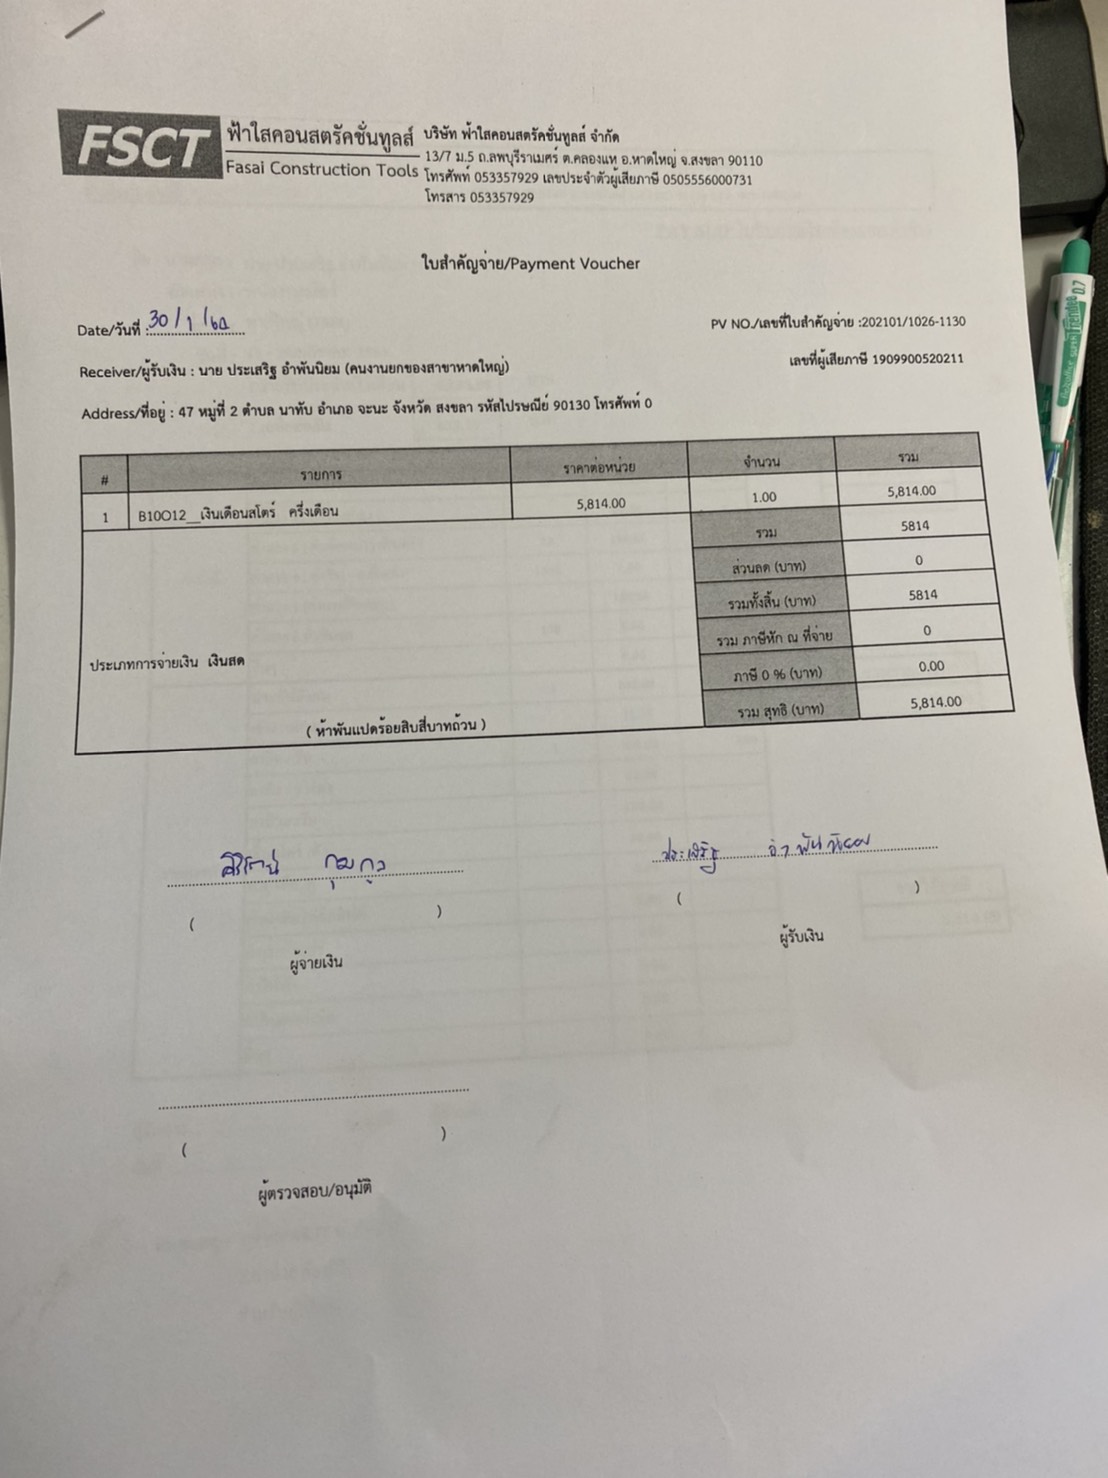 FSCT
ฟ้าใสคอนสตรัคชั่นทูลส์
Fasai Construction Tools
บริษัท ฟ้าใสคอนสตรัคชั่นทูลส์ จำกัด
13/7 ม.5 ถ.ลพบุรีราเมศร์ ต.คลองแห อ.หาดใหญ่ จ.สงขลา 90110
โทรศัพท์ 053357929 เลขประจำตัวผู้เสียภาษี 0505556000731
โทรสาร 053357929
ใบสำคัญจ่าย/Payment Voucher
Date/วันที่ : 30/1/64
PV NO./เลขที่ใบสำคัญจ่าย :202101/1026-1130
Receiver/ผู้รับเงิน : นาย ประเสริฐ อำพันนิยม (คนงานยกของสาขาหาดใหญ่)
เลขที่ผู้เสียภาษี 1909900520211
Address/ที่อยู่ : 47 หมู่ที่ 2 ตำบล นาทับ อำเภอ จะนะ จังหวัด สงขลา รหัสไปรษณีย์ 90130 โทรศัพท์ 0
# รายการ ราคาต่อหน่วย จำนวน รวม
1 B10O12__เงินเดือนสโตร์ ครึ่งเดือน 5,814.00 1.00 5,814.00
รวม 5814
ส่วนลด (บาท) 0
รวมทั้งสิ้น (บาท) 5814
รวม ภาษีหัก ณ ที่จ่าย 0
ประเภทการจ่ายเงิน เงินสด
ภาษี 0 % (บาท) 0.00
รวม สุทธิ (บาท) 5,814.00
( ห้าพันแปดร้อยสิบสี่บาทถ้วน )
ประเสริฐ อำพันนิยม
( )
( )
ผู้จ่ายเงิน
ผู้รับเงิน
( )
ผู้ตรวจสอบ/อนุมัติ